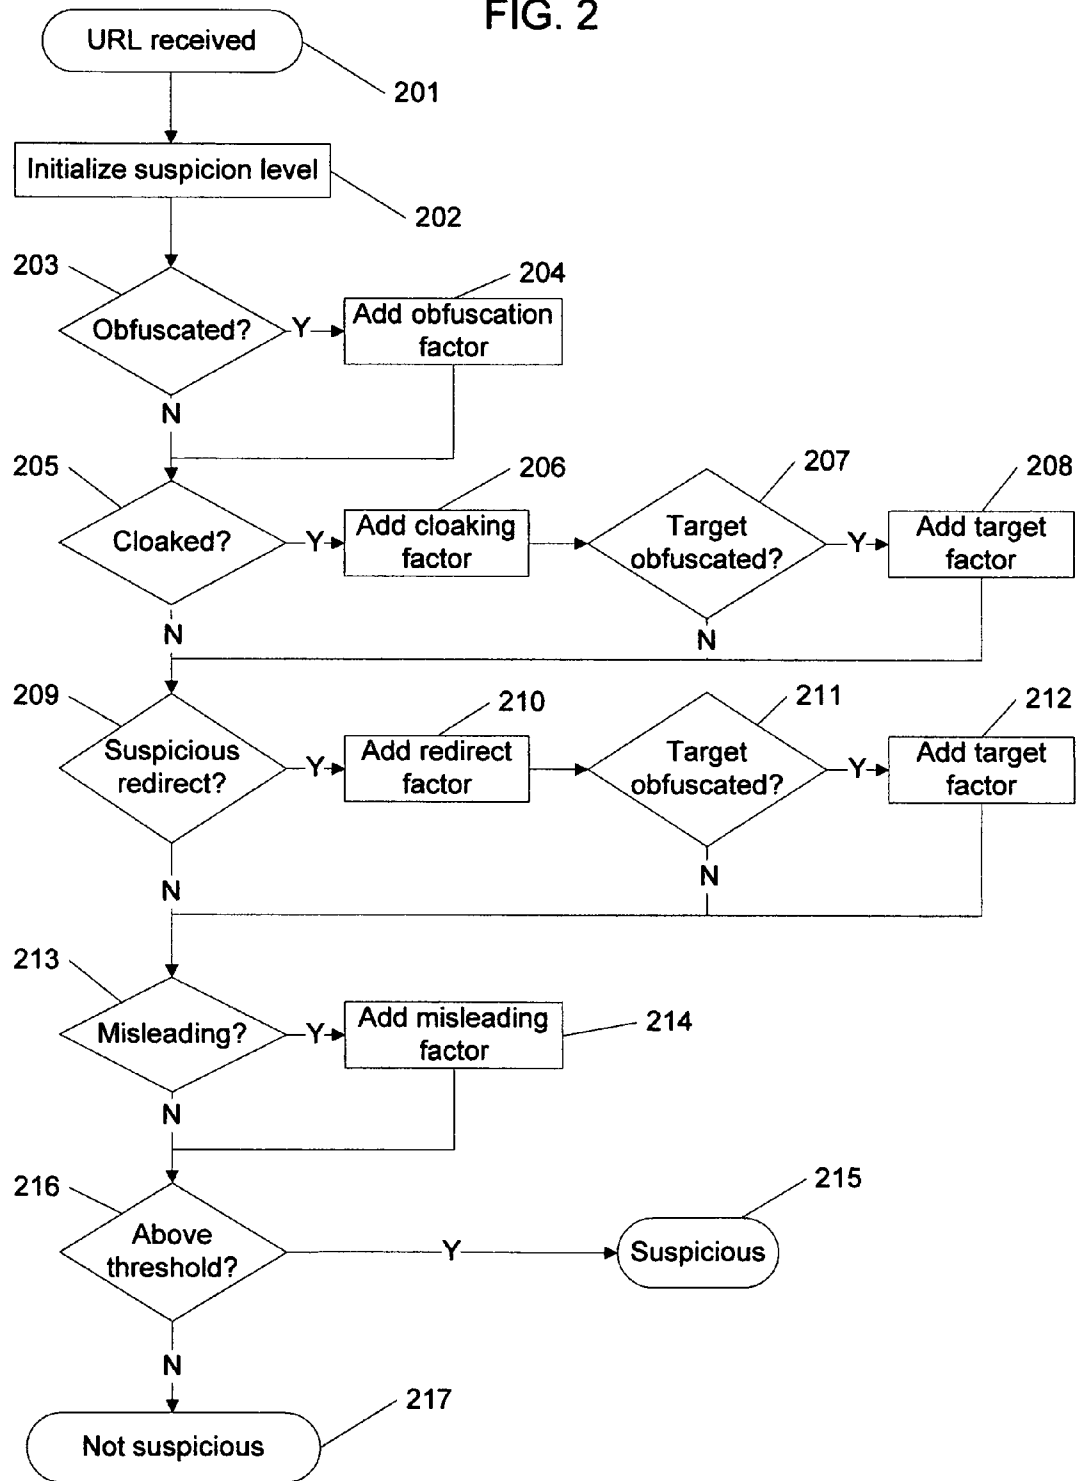 FIG. 2
URL received
201
Initialize suspicion level
202
203
204
Obfuscated?
Y
Add obfuscation
factor
N
205
206
207
208
Cloaked?
Y
Add cloaking
factor
Target
obfuscated?
Y
Add target
factor
N
N
209
210
211
212
Suspicious
redirect?
Y
Add redirect
factor
Target
obfuscated?
Y
Add target
factor
N
N
213
Misleading?
Y
Add misleading
factor
214
N
216
215
Above
threshold?
Y
Suspicious
N
217
Not suspicious